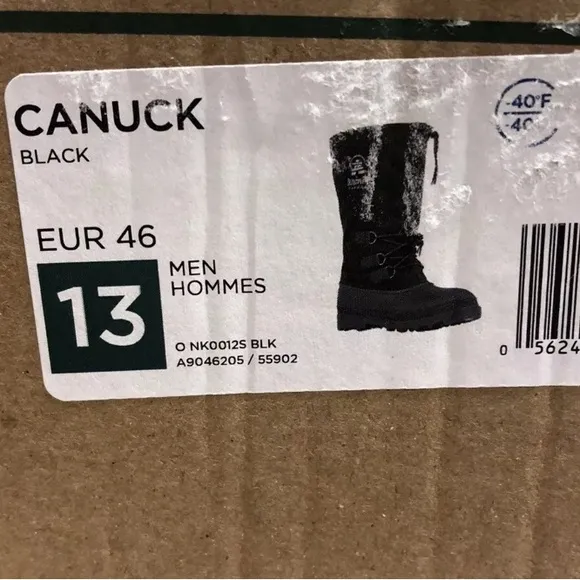 CANUCK
BLACK
-40°F
-40°
EUR 46
13
MEN
HOMMES
O NK0012S BLK
A9046205 / 55902
0 5624